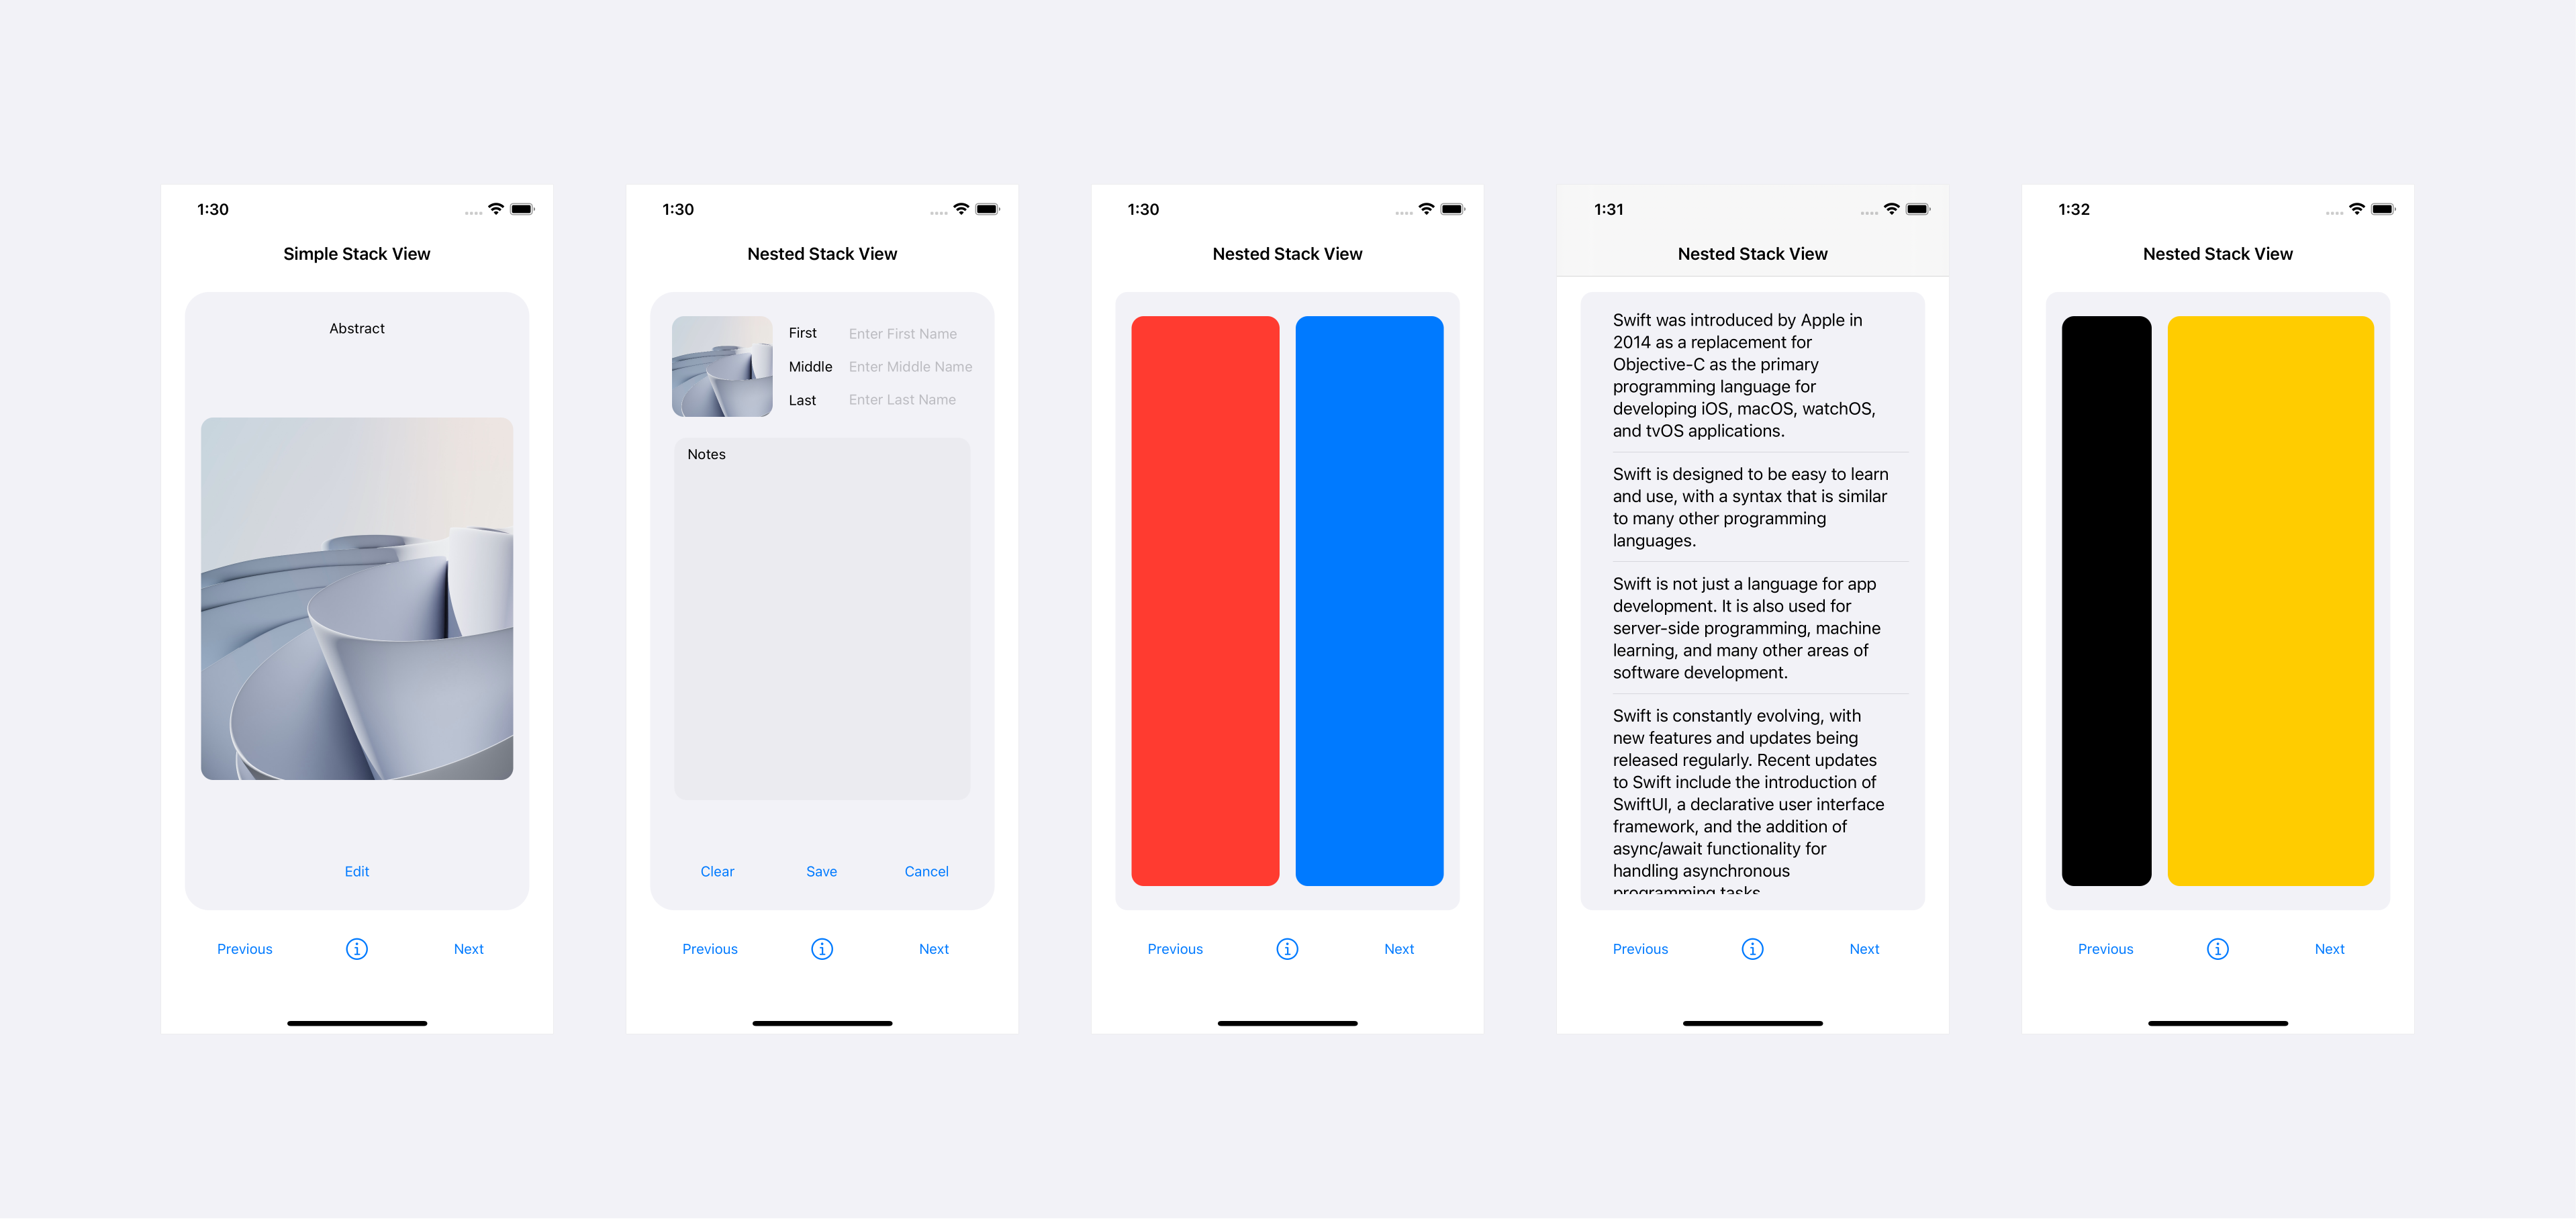 1:30
Simple Stack View
Abstract
Edit
Previous
Next
1:30
Nested Stack View
First
Enter First Name
Middle
Enter Middle Name
Last
Enter Last Name
Notes
Clear
Save
Cancel
Previous
Next
1:30
Nested Stack View
Previous
Next
1:31
Nested Stack View
Swift was introduced by Apple in
2014 as a replacement for
Objective-C as the primary
programming language for
developing iOS, macOS, watchOS,
and tvOS applications.
Swift is designed to be easy to learn
and use, with a syntax that is similar
to many other programming
languages.
Swift is not just a language for app
development. It is also used for
server-side programming, machine
learning, and many other areas of
software development.
Swift is constantly evolving, with
new features and updates being
released regularly. Recent updates
to Swift include the introduction of
SwiftUI, a declarative user interface
framework, and the addition of
async/await functionality for
handling asynchronous
programming tasks
Previous
Next
1:32
Nested Stack View
Previous
Next